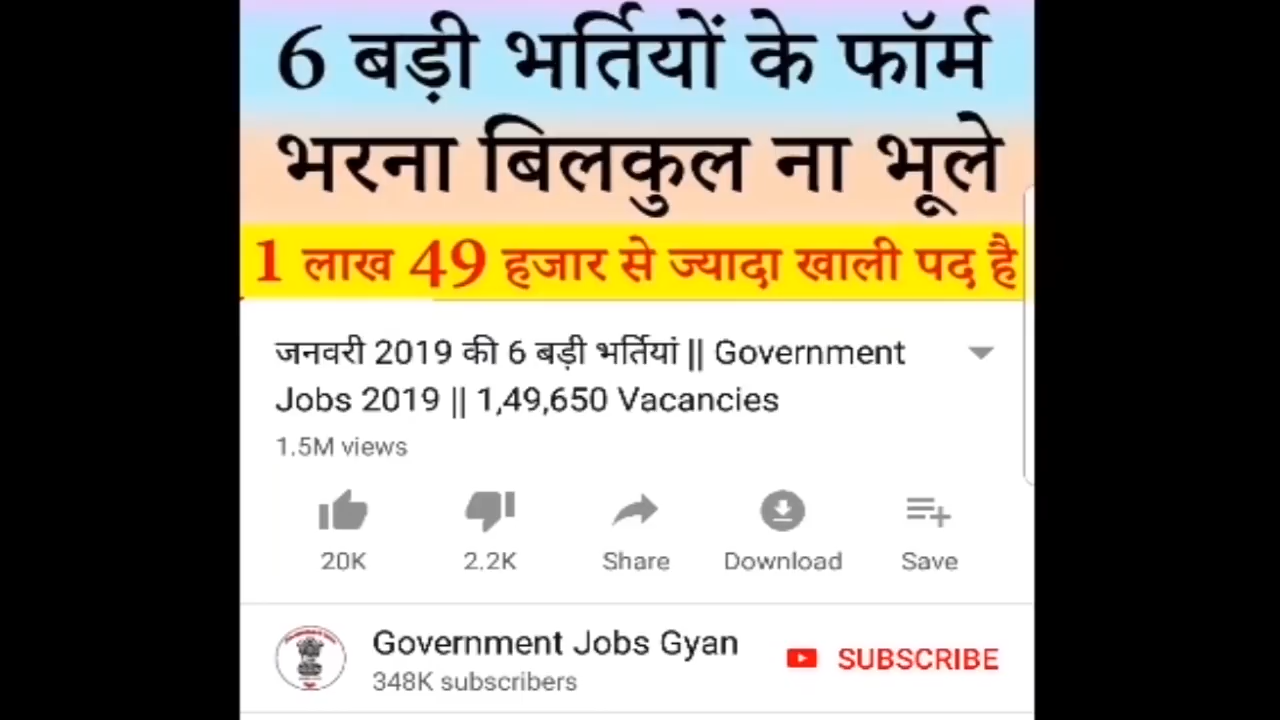 6 बड़ी भर्तियों के फॉर्म
भरना बिलकुल ना भूले
1 लाख 49 हजार से ज्यादा खाली पद है
जनवरी 2019 की 6 बड़ी भर्तियां || Government
Jobs 2019 || 1,49,650 Vacancies
1.5M views
20K 2.2K Share Download Save
Government Jobs Gyan
348K subscribers
SUBSCRIBE